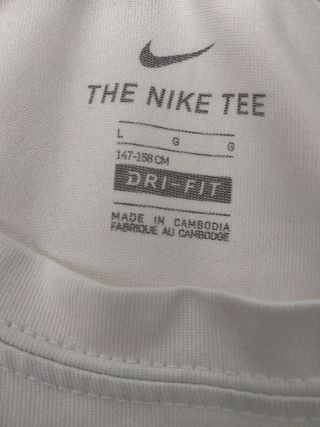 THE NIKE TEE
L G G
147-158 CM
DRI-FIT
MADE IN CAMBODIA
FABRIQUE AU CAMBODGE